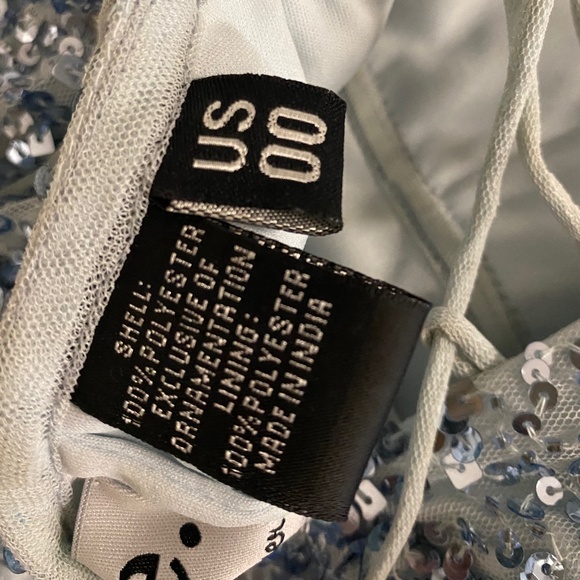 US
00
SHELL:
100% POLYESTER
EXCLUSIVE OF
ORNAMENTATION
LINING:
100% POLYESTER
MADE IN INDIA